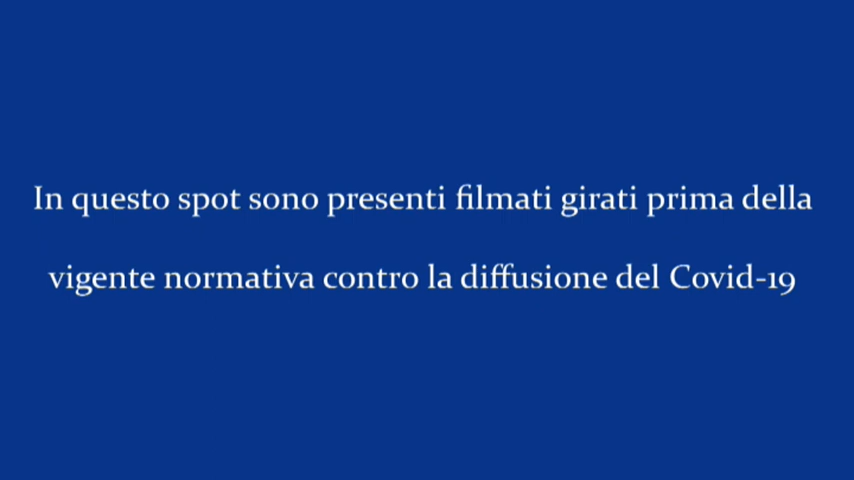 In questo spot sono presenti filmati girati prima della
vigente normativa contro la diffusione del Covid-19